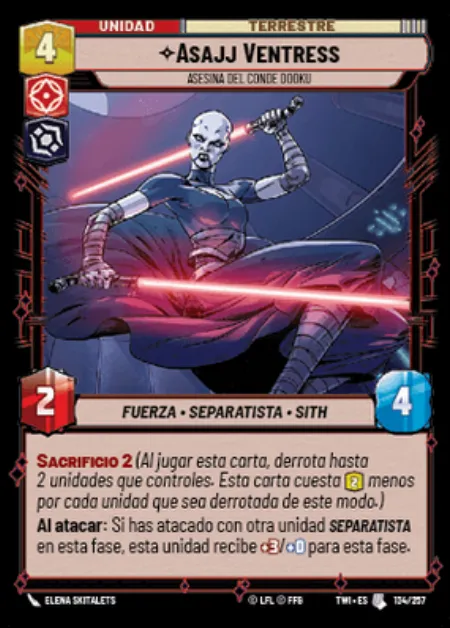 UNIDAD
TERRESTRE
4
ASAJJ VENTRESS
ASESINA DEL CONDE DOOKU
2
FUERZA • SEPARATISTA • SITH
4
SACRIFICIO 2 (Al jugar esta carta, derrota hasta
2 unidades que controles. Esta carta cuesta 2 menos
por cada unidad que sea derrotada de este modo.)
Al atacar: Si has atacado con otra unidad SEPARATISTA
en esta fase, esta unidad recibe +3/+0 para esta fase.
ELENA SKITALETS
© LFL © FFG
TWI • ES
134/257